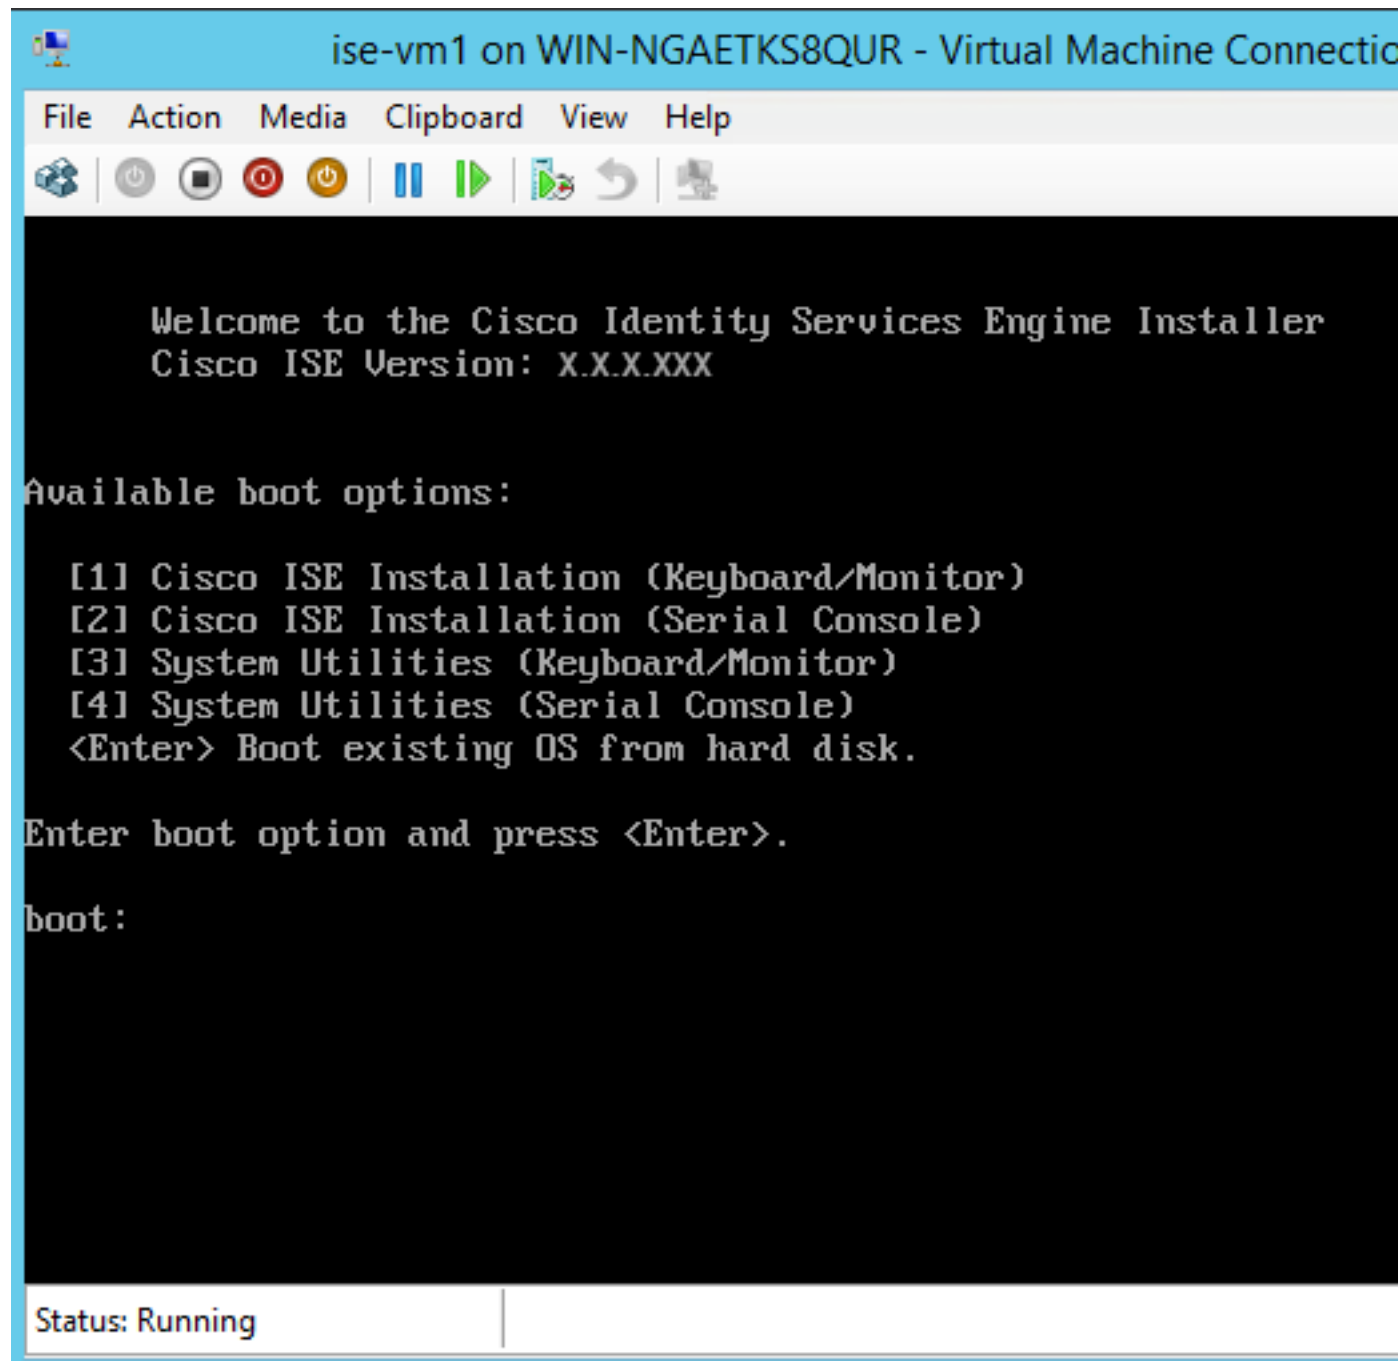 ise-vm1 on WIN-NGAETKS8QUR - Virtual Machine Connectio
File Action Media Clipboard View Help
Welcome to the Cisco Identity Services Engine Installer
Cisco ISE Version: X.X.X.XXX
Available boot options:
[1] Cisco ISE Installation (Keyboard/Monitor)
[2] Cisco ISE Installation (Serial Console)
[3] System Utilities (Keyboard/Monitor)
[4] System Utilities (Serial Console)
<Enter> Boot existing OS from hard disk.
Enter boot option and press <Enter>.
boot:
Status: Running